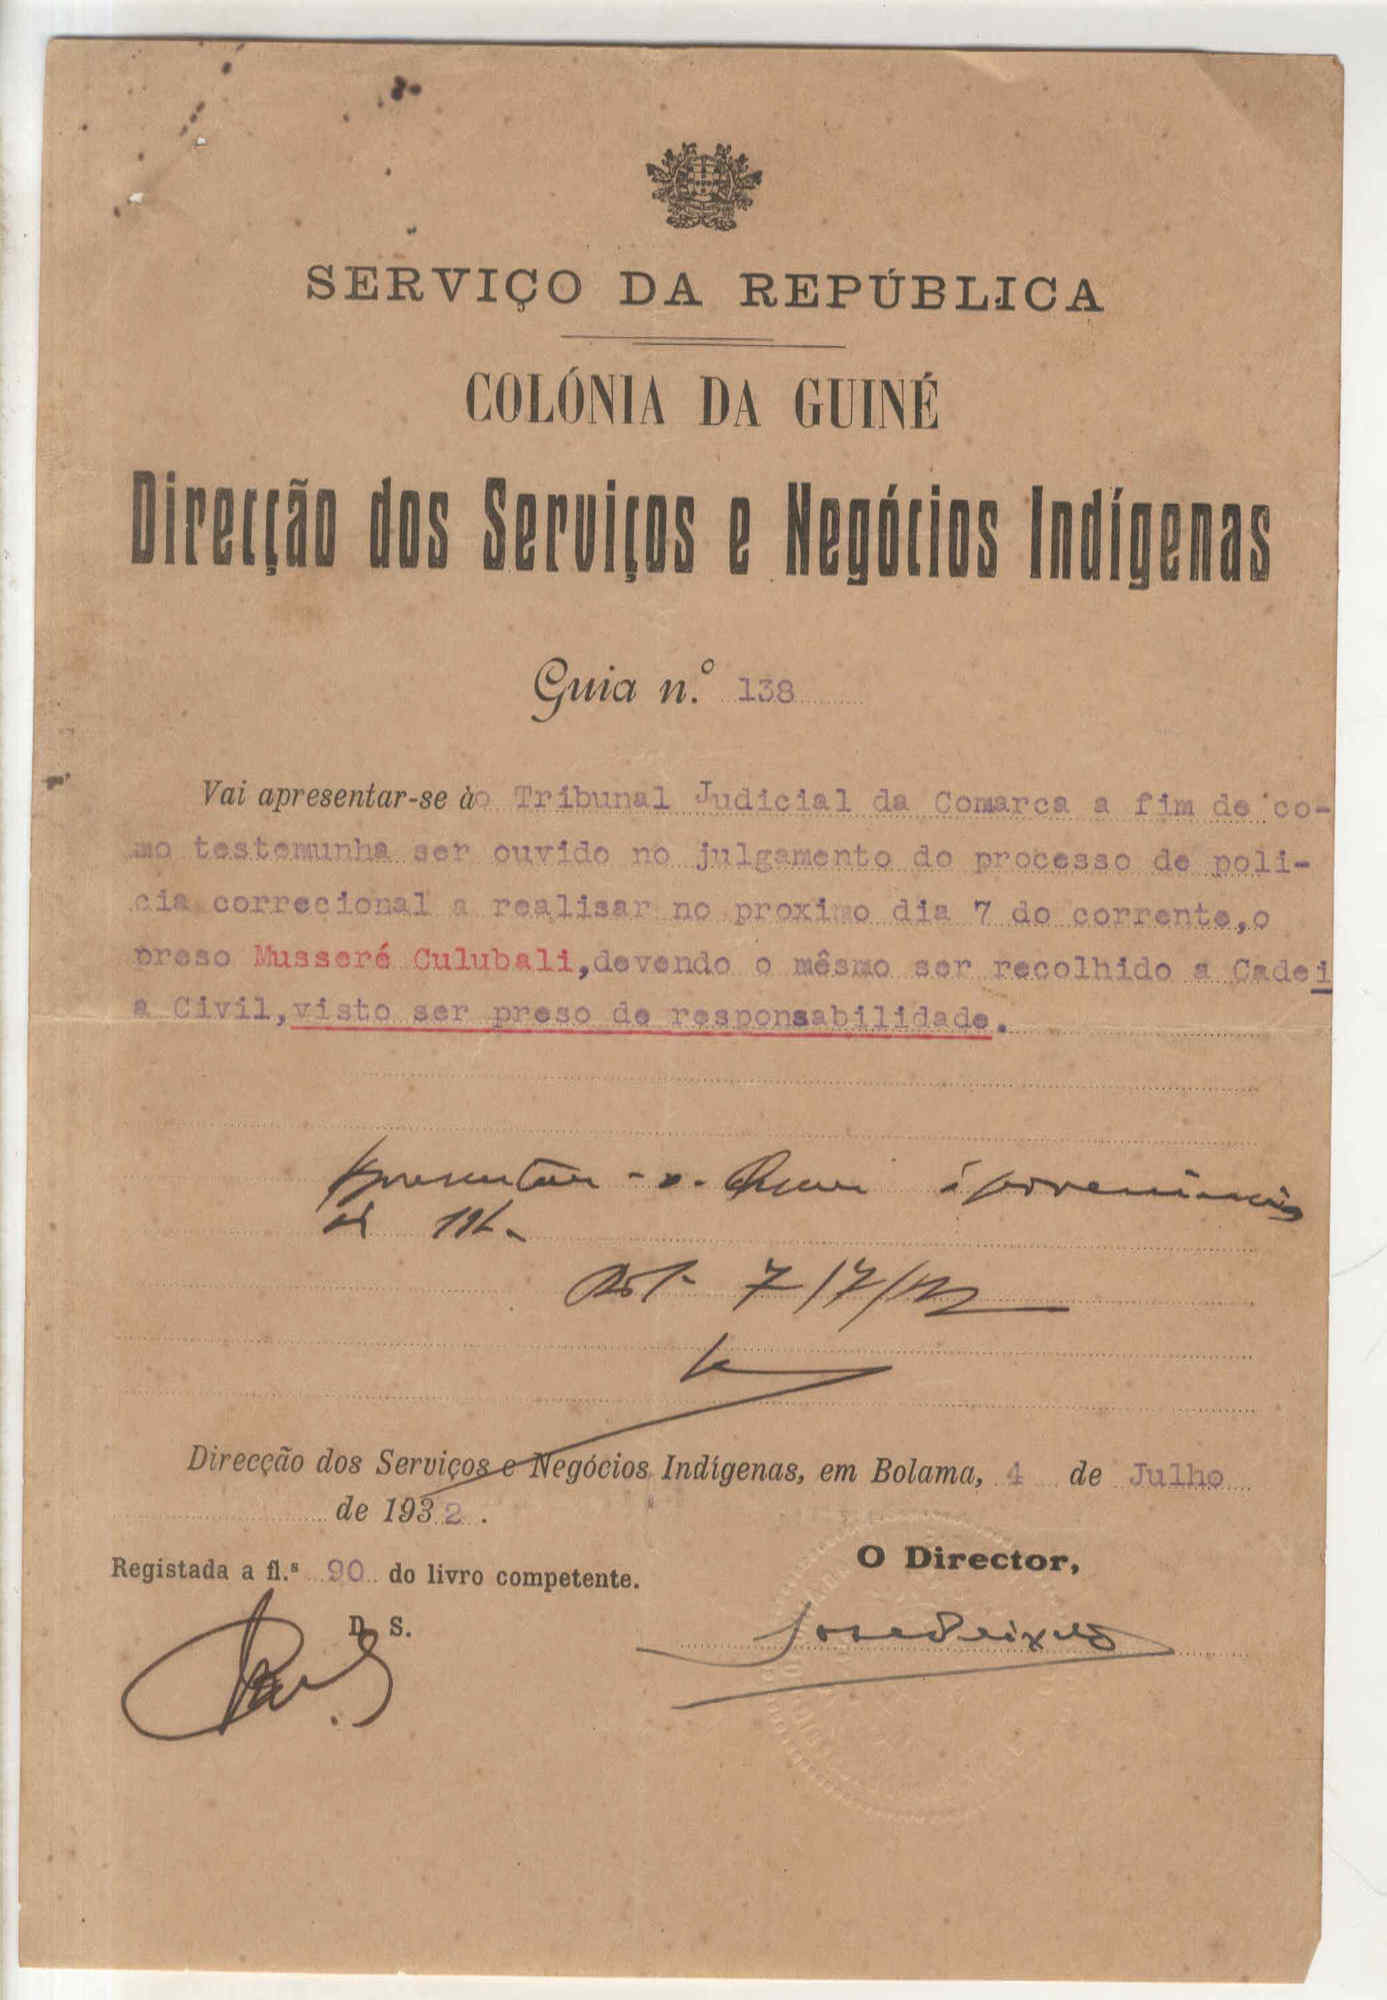 SERVIÇO DA REPÚBLICA
COLÓNIA DA GUINÉ
Direcção dos Serviços e Negócios Indígenas
Guia n.º 138
Vai apresentar-se ào Tribunal Judicial da Comarca a fim de co-
mo testemunha ser ouvido no julgamento do processo de poli-
cia correcional a realisar no proximo dia 7 do corrente,o
preso Musseré Culubali,devendo o mêsmo ser recolhido a Cadei
a Civil,visto ser preso de responsabilidade.
7/7/
Direcção dos Serviços e Negócios Indígenas, em Bolama, 4 de Julho
de 1932.
Registada a fl.s 90 do livro competente.
O Director,
D. S.
José Peixoto